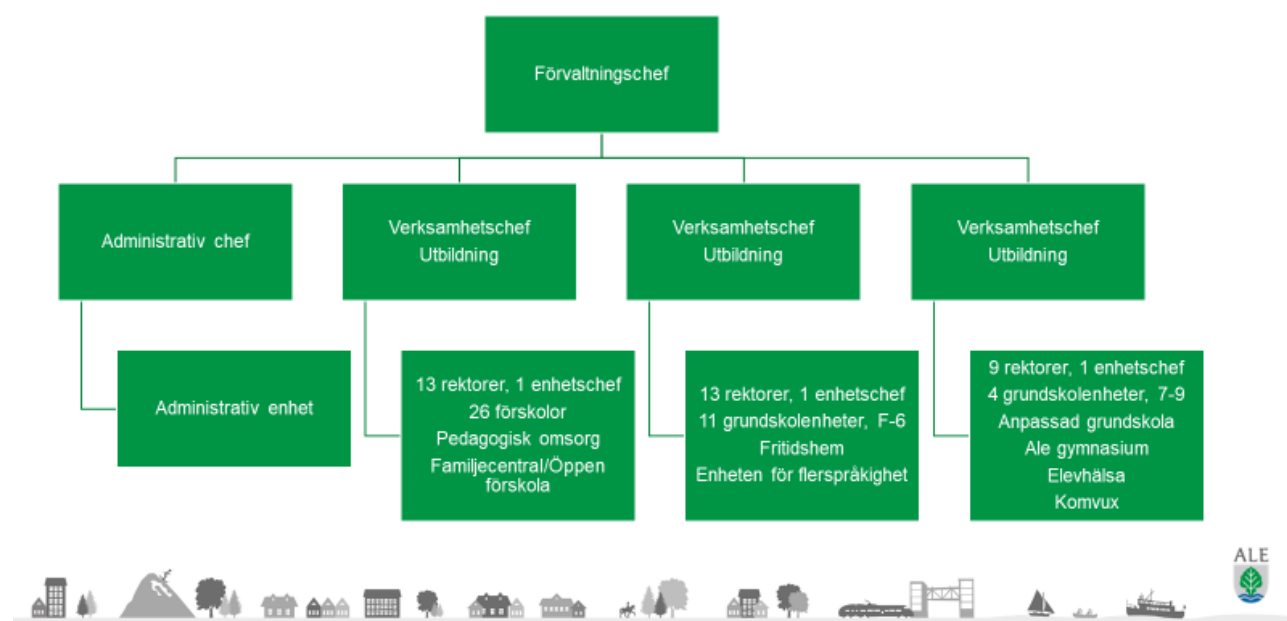 Förvaltningschef
Administrativ chef
Verksamhetschef
Utbildning
Verksamhetschef
Utbildning
Verksamhetschef
Utbildning
Administrativ enhet
13 rektorer, 1 enhetschef
26 förskolor
Pedagogisk omsorg
Familjecentral/Öppen
förskola
13 rektorer, 1 enhetschef
11 grundskolenheter, F-6
Fritidshem
Enheten för flerspråkighet
9 rektorer, 1 enhetschef
4 grundskolenheter, 7-9
Anpassad grundskola
Ale gymnasium
Elevhälsa
Komvux
ALE